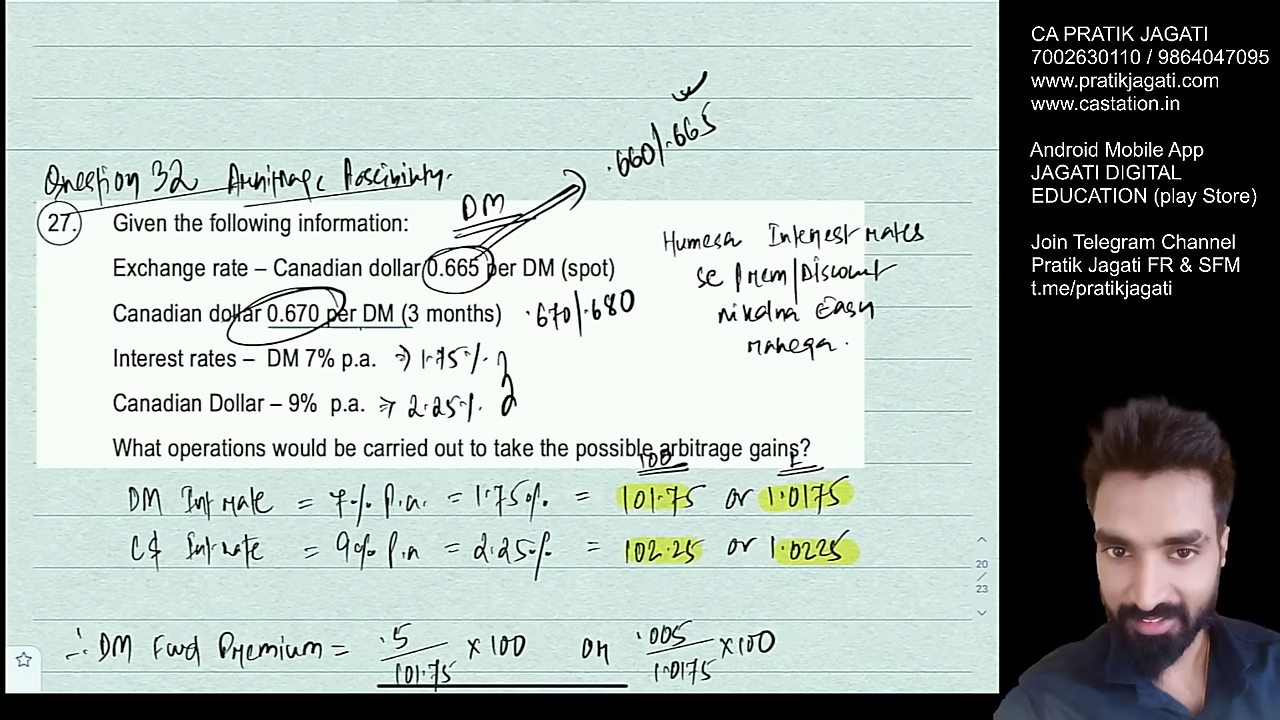 .660/.665
Question 32 Arbitrage Possibility.
DM
27. Given the following information:
Exchange rate – Canadian dollar 0.665 per DM (spot)
Canadian dollar 0.670 per DM (3 months) .670/.680
Interest rates – DM 7% p.a. ⇒ 1.75%
Canadian Dollar – 9% p.a. ⇒ 2.25%.
What operations would be carried out to take the possible arbitrage gains?
Humesa Interest rates
se Prem/Discount
nikalna Easy
rahega.
100 1
DM Int rate = 7% P.a. = 1.75% = 101.75 or 1.0175
C$ Int rate = 9% P.a = 2.25% = 102.25 or 1.0225
∴ DM Fwd Premium = .5/101.75 × 100 or .005/1.0175 × 100
20
/
23
CA PRATIK JAGATI
7002630110 / 9864047095
www.pratikjagati.com
www.castation.in
Android Mobile App
JAGATI DIGITAL
EDUCATION (play Store)
Join Telegram Channel
Pratik Jagati FR & SFM
t.me/pratikjagati